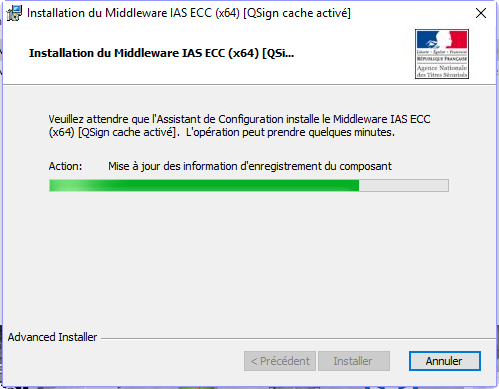 Installation du Middleware IAS ECC (x64) [QSign cache activé]
Installation du Middleware IAS ECC (x64) [QSi...
Liberté • Égalité • Fraternité
RÉPUBLIQUE FRANÇAISE
Agence Nationale
des Titres Sécurisés
Veuillez attendre que l'Assistant de Configuration installe le Middleware IAS ECC
(x64) [QSign cache activé].  L'opération peut prendre quelques minutes.
Action: Mise à jour des information d'enregistrement du composant
Advanced Installer
< Précédent Installer Annuler